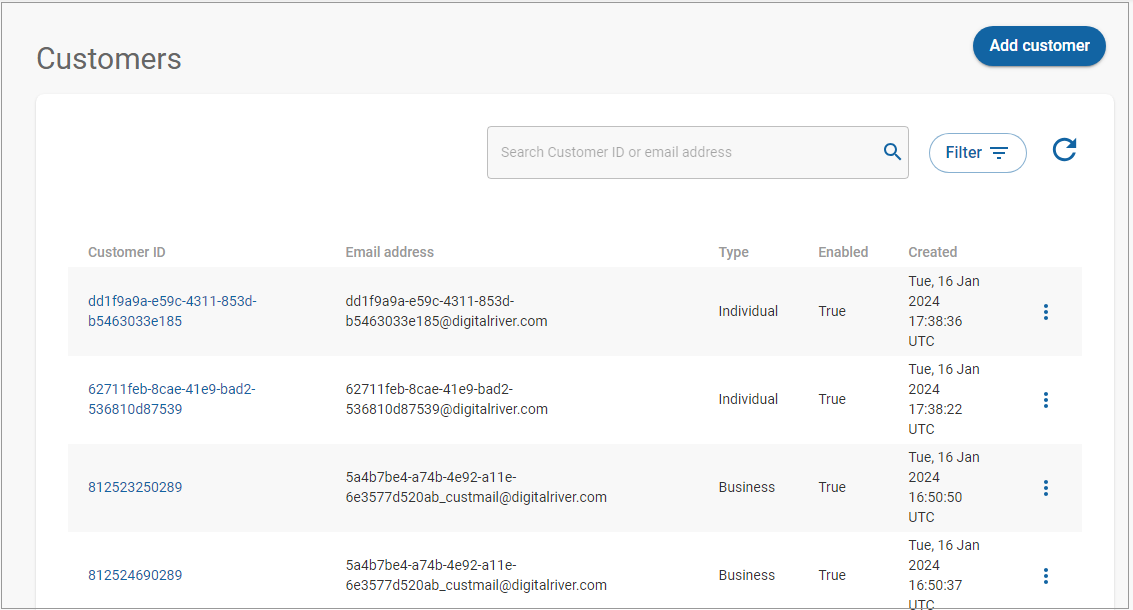 Customers
Add customer
Search Customer ID or email address
Filter
Customer ID Email address Type Enabled Created
dd1f9a9a-e59c-4311-853d-
b5463033e185
dd1f9a9a-e59c-4311-853d-
b5463033e185@digitalriver.com
Individual
True
Tue, 16 Jan
2024
17:38:36
UTC
62711feb-8cae-41e9-bad2-
536810d87539
62711feb-8cae-41e9-bad2-
536810d87539@digitalriver.com
Individual
True
Tue, 16 Jan
2024
17:38:22
UTC
812523250289
5a4b7be4-a74b-4e92-a11e-
6e3577d520ab_custmail@digitalriver.com
Business
True
Tue, 16 Jan
2024
16:50:50
UTC
812524690289
5a4b7be4-a74b-4e92-a11e-
6e3577d520ab_custmail@digitalriver.com
Business
True
Tue, 16 Jan
2024
16:50:37
UTC